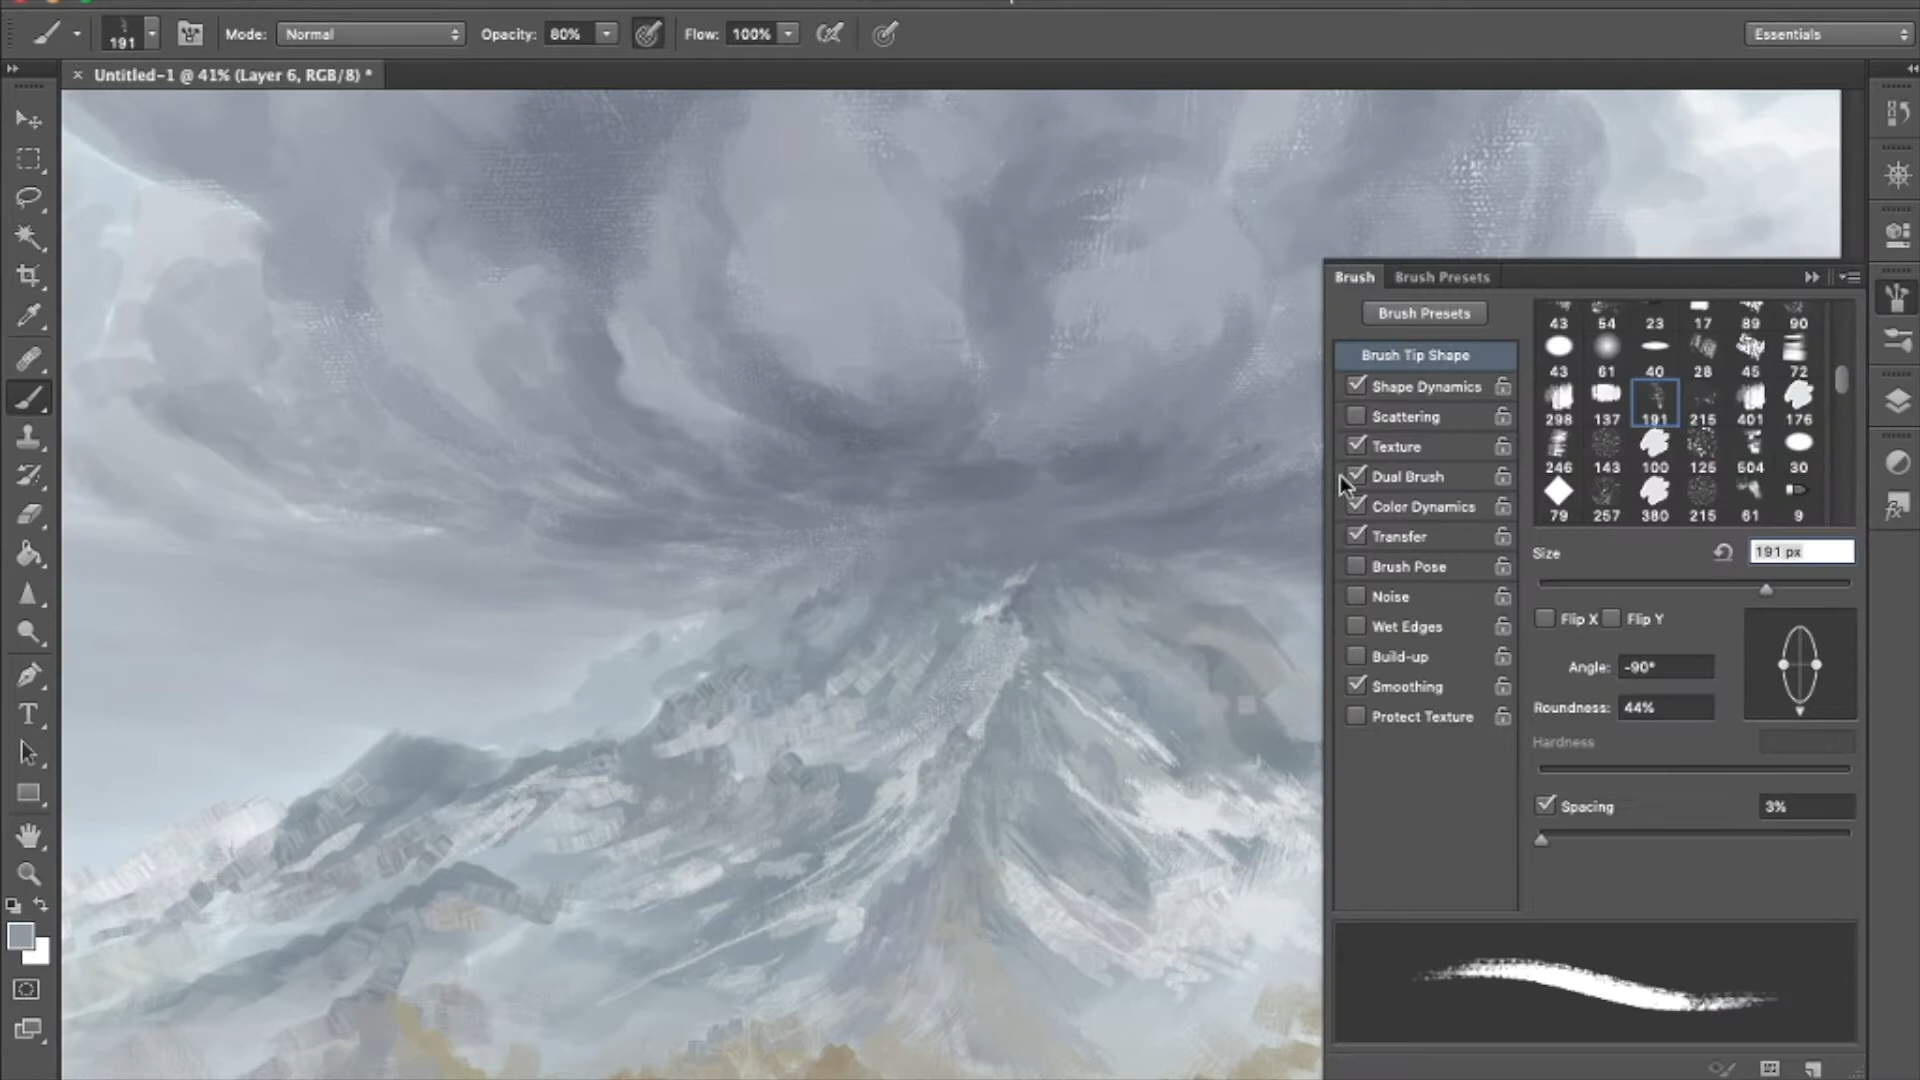 191
Mode: Normal
Opacity: 80%
Flow: 100%
Essentials
Untitled-1 @ 41% (Layer 6, RGB/8) *
Brush
Brush Presets
Brush Presets
Brush Tip Shape
Shape Dynamics
Scattering
Texture
Dual Brush
Color Dynamics
Transfer
Brush Pose
Noise
Wet Edges
Build-up
Smoothing
Protect Texture
43 54 23 17 89 90
43 61 40 28 45 72
298 137 191 215 401 176
246 143 100 125 504 30
79 257 380 215 61 9
Size 191 px
Flip X Flip Y
Angle: -90°
Roundness: 44%
Hardness
Spacing 3%